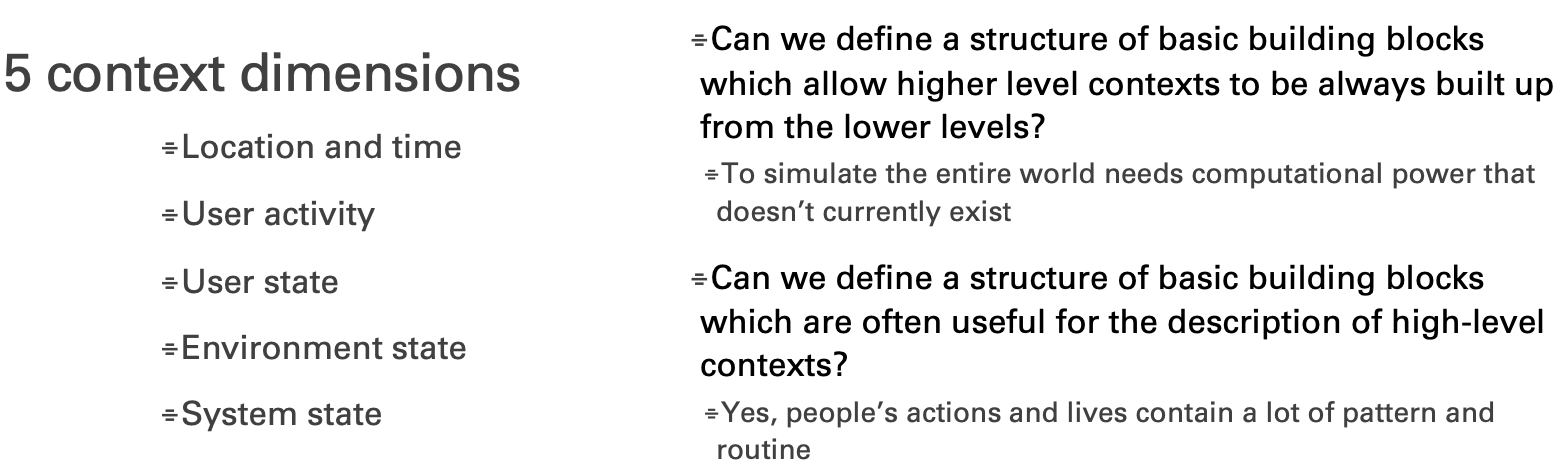 5 context dimensions
Location and time
User activity
User state
Environment state
System state
Can we define a structure of basic building blocks
which allow higher level contexts to be always built up
from the lower levels?
To simulate the entire world needs computational power that
doesn't currently exist
Can we define a structure of basic building blocks
which are often useful for the description of high-level
contexts?
Yes, people's actions and lives contain a lot of pattern and
routine